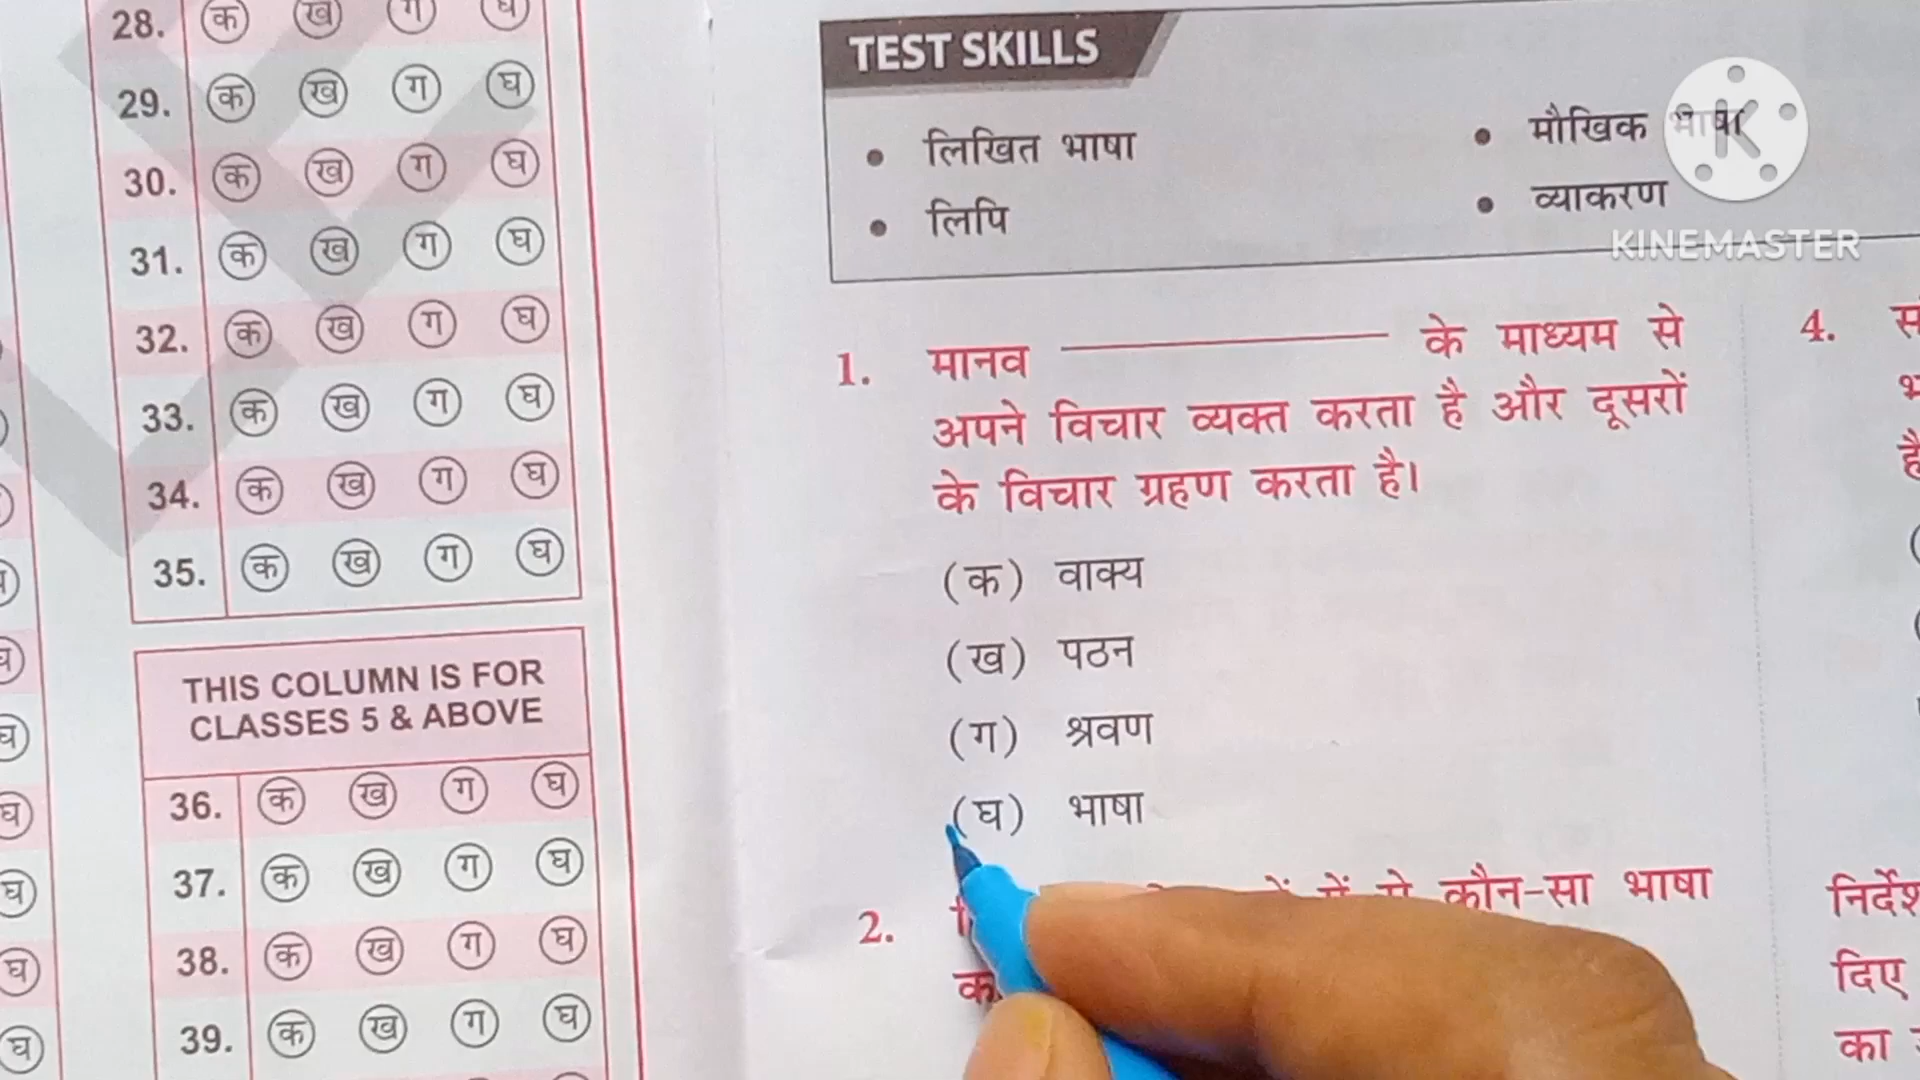 28. क ख ग घ
29. क ख ग घ
30. क ख ग घ
31. क ख ग घ
32. क ख ग घ
33. क ख ग घ
34. क ख ग घ
35. क ख ग घ
THIS COLUMN IS FOR
CLASSES 5 & ABOVE
36. क ख ग घ
37. क ख ग घ
38. क ख ग घ
39. क ख ग घ
TEST SKILLS
• लिखित भाषा
• मौखिक भाषा
• लिपि
• व्याकरण
KINEMASTER
1. मानव ______ के माध्यम से
अपने विचार व्यक्त करता है और दूसरों
के विचार ग्रहण करता है।
(क) वाक्य
(ख) पठन
(ग) श्रवण
(घ) भाषा
2. में से कौन-सा भाषा
4.
निर्देश
दिए
का